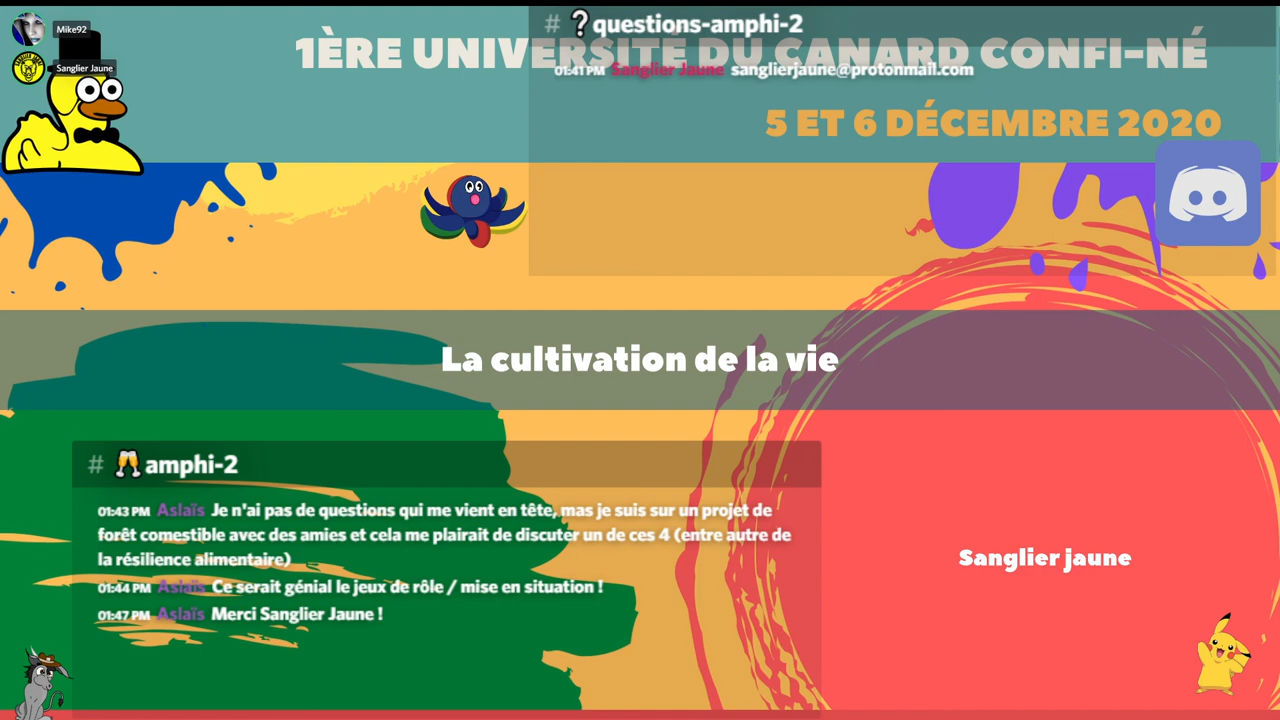 Mike92
Sanglier Jaune
# ❓questions-amphi-2
1ÈRE UNIVERSITÉ DU CANARD CONFI-NÉ
01:41 PM Sanglier Jaune sanglierjaune@protonmail.com
5 ET 6 DÉCEMBRE 2020
La cultivation de la vie
# 🥂amphi-2
01:43 PM Aslaïs Je n'ai pas de questions qui me vient en tête, mas je suis sur un projet de
forêt comestible avec des amies et cela me plairait de discuter un de ces 4 (entre autre de
la résilience alimentaire)
01:44 PM Aslaïs Ce serait génial le jeux de rôle / mise en situation !
01:47 PM Aslaïs Merci Sanglier Jaune !
Sanglier jaune